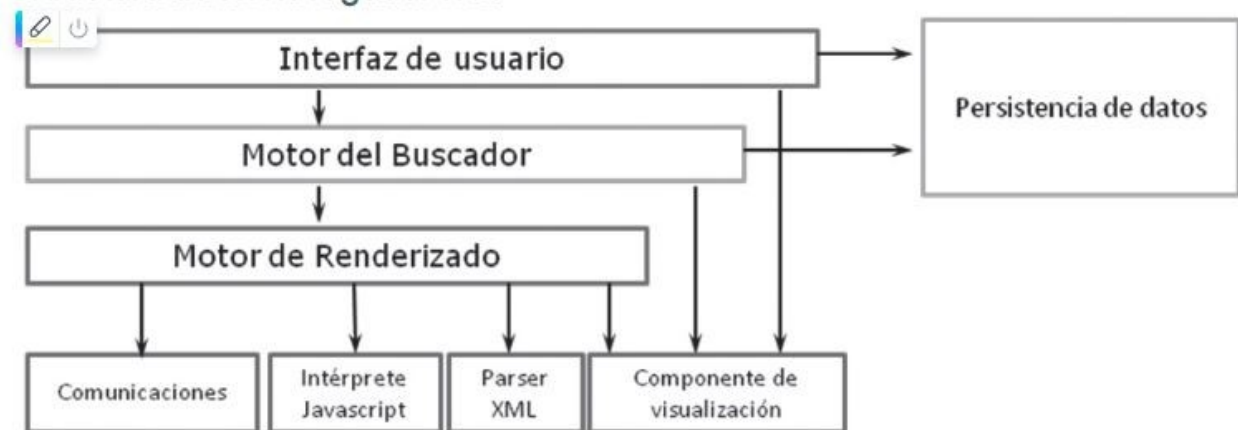 Interfaz de usuario
Persistencia de datos
Motor del Buscador
Motor de Renderizado
Comunicaciones
Intérprete
Javascript
Parser
XML
Componente de
visualización